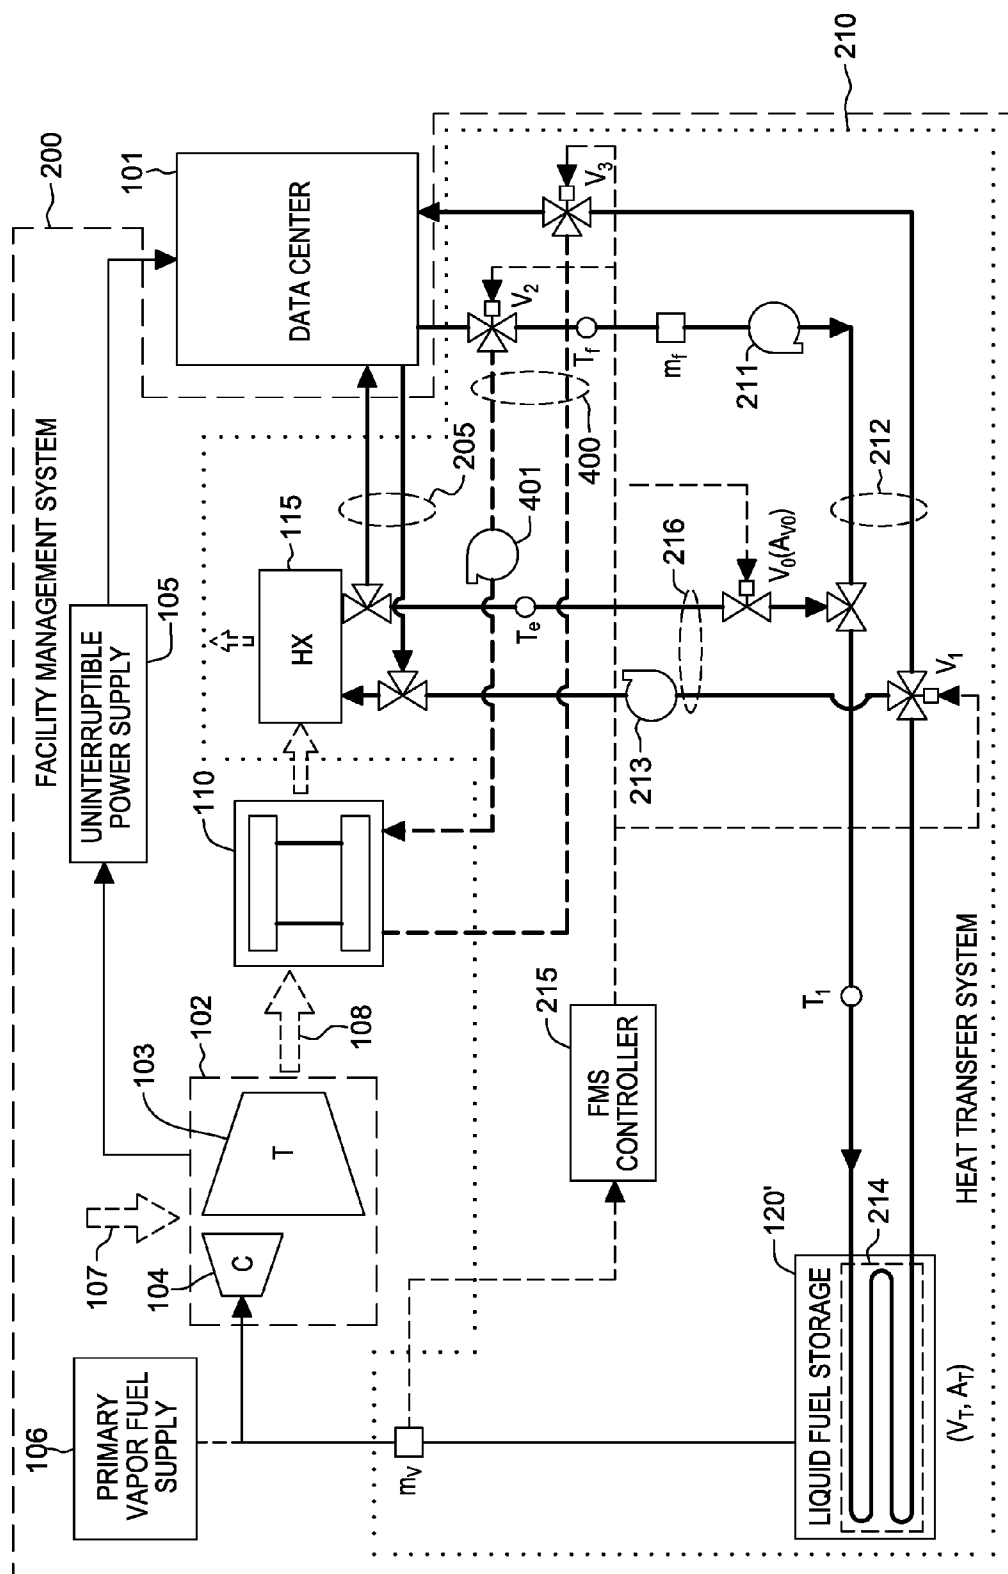 200
FACILITY MANAGEMENT SYSTEM
106
PRIMARY
VAPOR FUEL
SUPPLY
UNINTERRUPTIBLE
POWER SUPPLY
105
101
DATA CENTER
107
103
102
104
C
T
108
110
115
HX
205
401
V2
V3
400
Tf
mf
211
Te
216
V0(AV0)
213
212
V1
210
mV
215
FMS
CONTROLLER
T1
120'
214
LIQUID FUEL STORAGE
(VT, AT)
HEAT TRANSFER SYSTEM